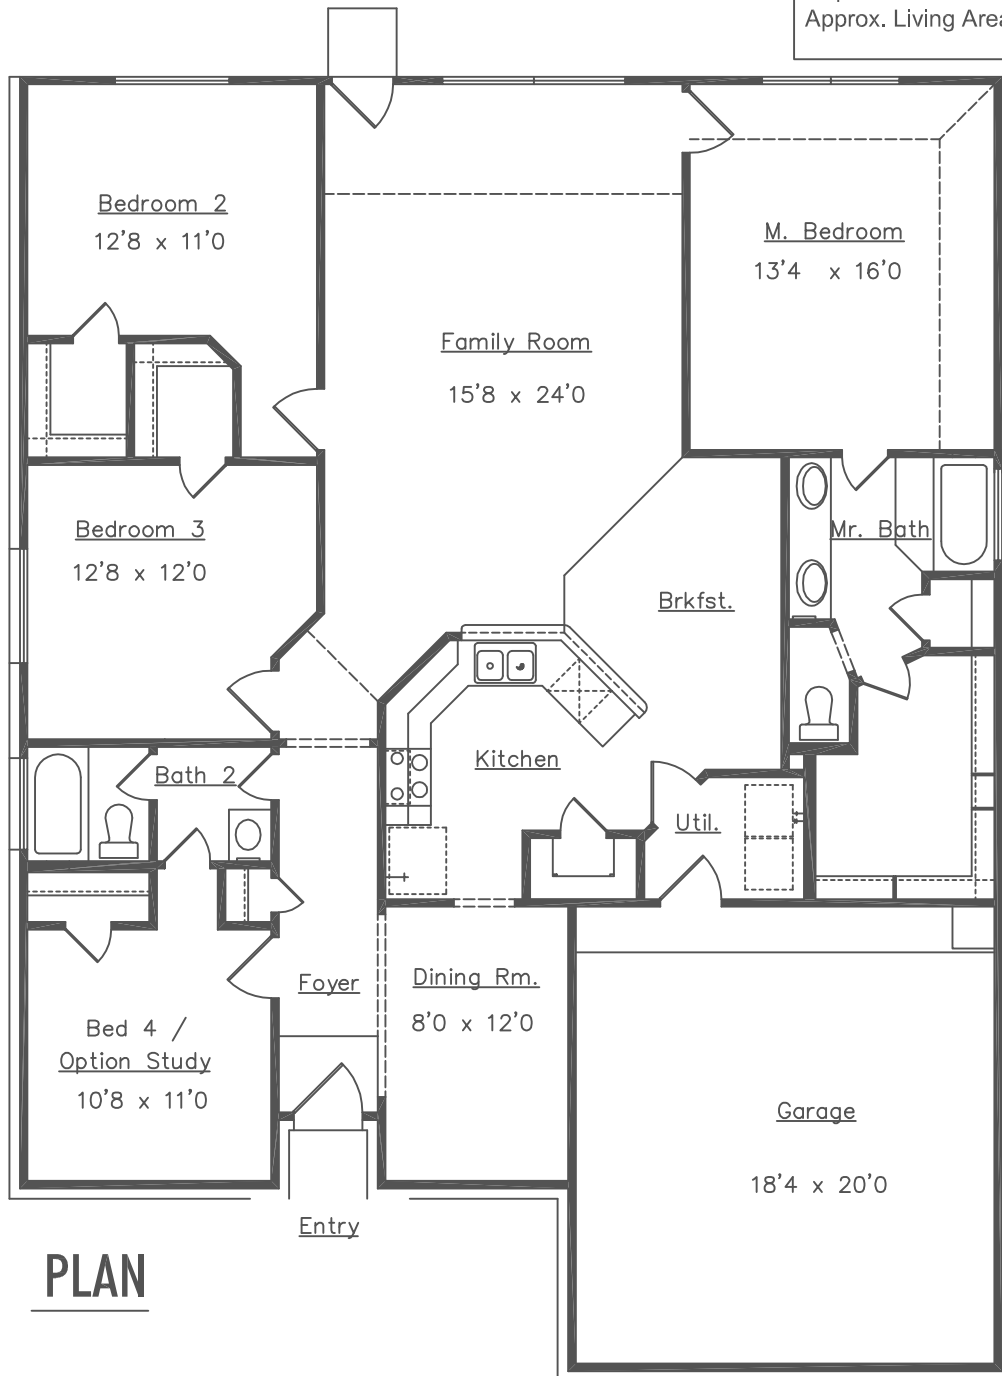 Approx. Living Area
Bedroom 2
12'8 x 11'0
M. Bedroom
13'4 x 16'0
Family Room
15'8 x 24'0
Bedroom 3
12'8 x 12'0
Mr. Bath
Brkfst.
Kitchen
Bath 2
Util.
Foyer
Dining Rm.
8'0 x 12'0
Bed 4 /
Option Study
10'8 x 11'0
Garage
18'4 x 20'0
Entry
PLAN